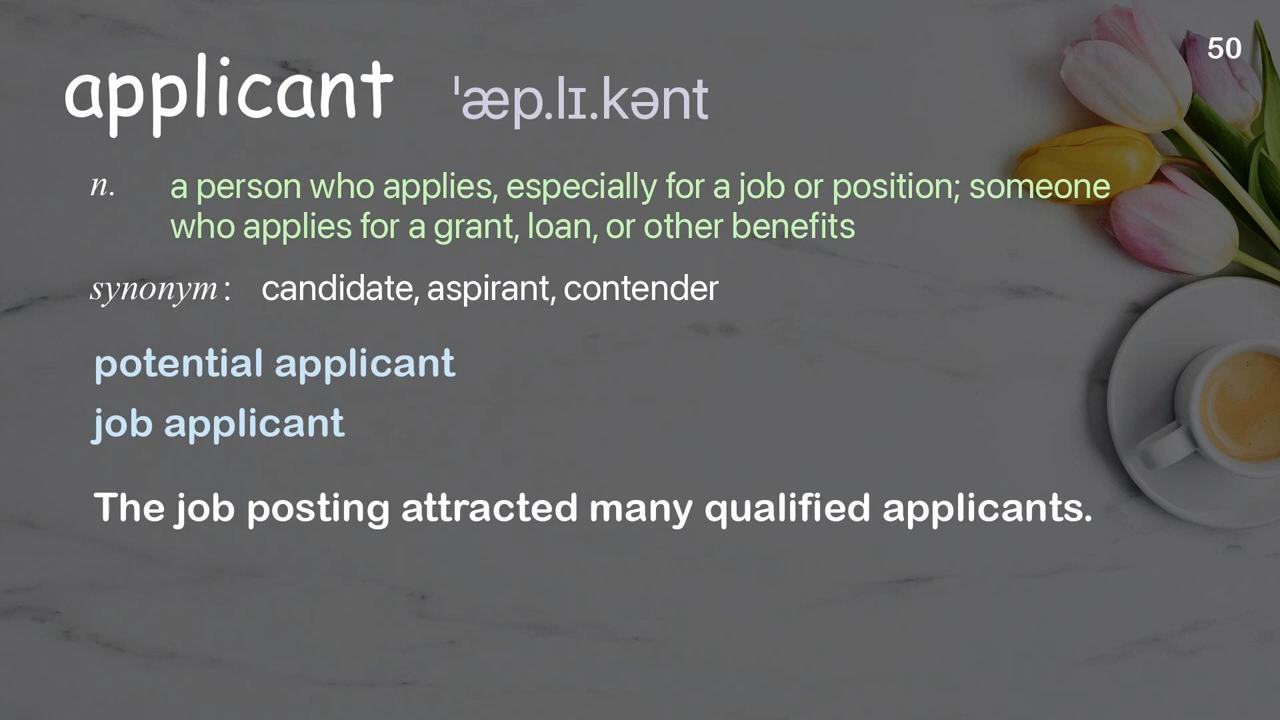 50
applicant ˈæp.lɪ.kənt
n. a person who applies, especially for a job or position; someone
who applies for a grant, loan, or other benefits
synonym: candidate, aspirant, contender
potential applicant
job applicant
The job posting attracted many qualified applicants.